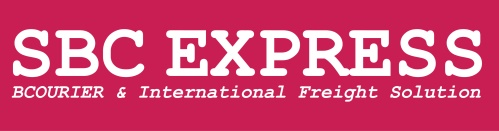 SBC EXPRESS
BCOURIER & International Freight Solution